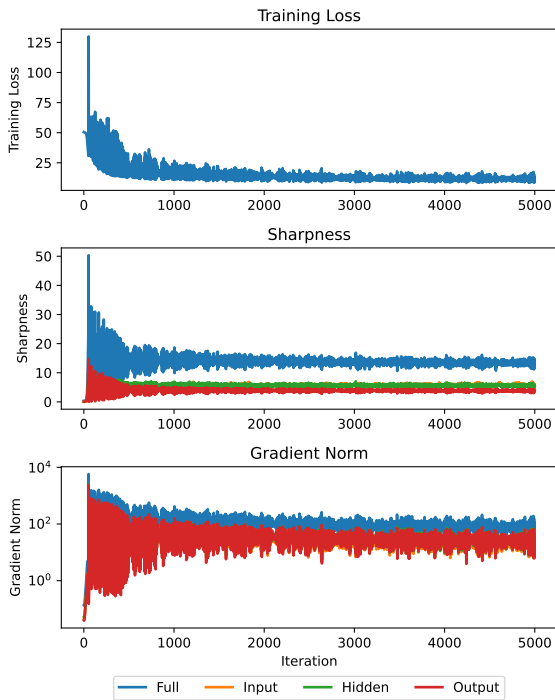 Training Loss
125
100
75
50
25
Training Loss
0 1000 2000 3000 4000 5000
Sharpness
50
40
30
20
10
0
Sharpness
0 1000 2000 3000 4000 5000
Gradient Norm
10^4
10^2
10^0
Gradient Norm
0 1000 2000 3000 4000 5000
Iteration
Full Input Hidden Output